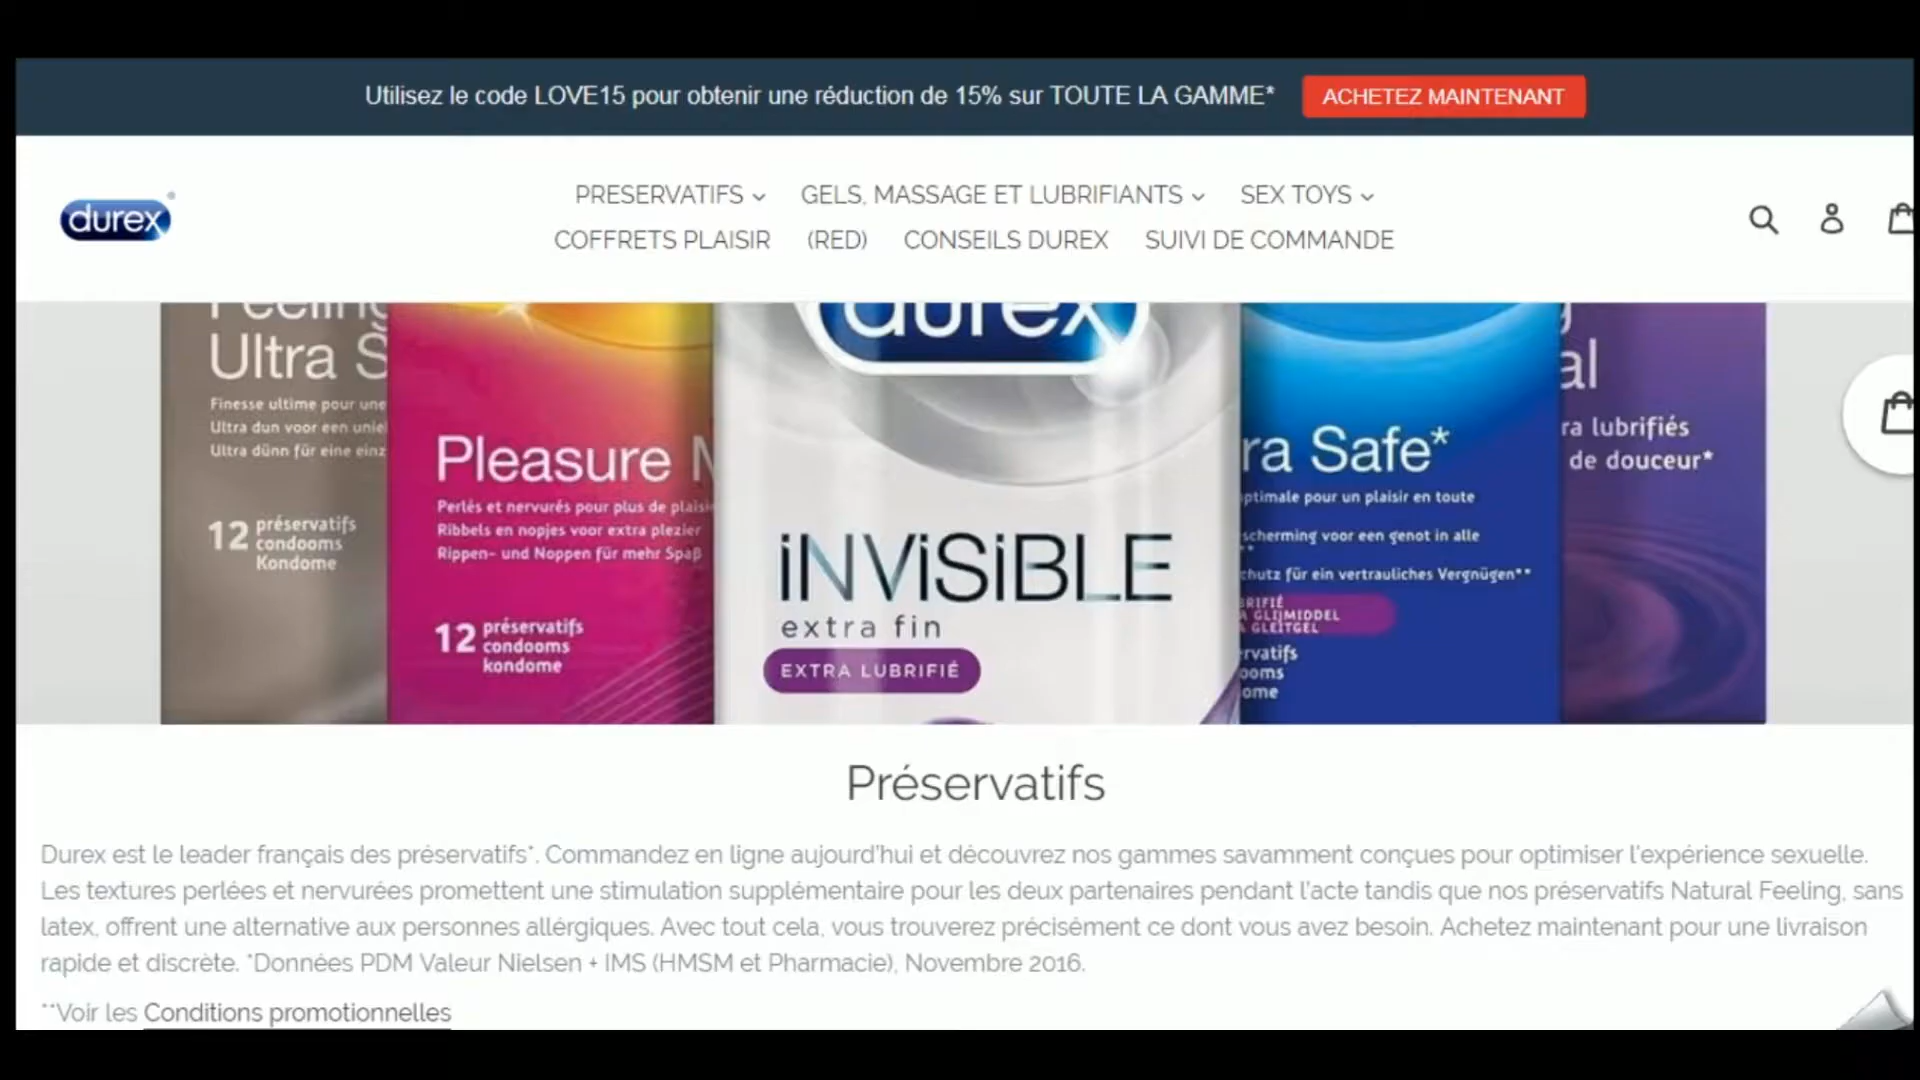 Utilisez le code LOVE15 pour obtenir une réduction de 15% sur TOUTE LA GAMME*
ACHETEZ MAINTENANT
durex
PRESERVATIFS
GELS, MASSAGE ET LUBRIFIANTS
SEX TOYS
COFFRETS PLAISIR
(RED)
CONSEILS DUREX
SUIVI DE COMMANDE
Feeling
Ultra S
Finesse ultime pour une
Ultra dun voor een unie
Ultra dünn für eine einz
12 préservatifs
condooms
Kondome
Pleasure M
Perlés et nervurés pour plus de plaisir
Ribbels en nopjes voor extra plezier
Rippen- und Noppen für mehr Spaß
12 préservatifs
condooms
kondome
durex
iNViSiBLE
extra fin
EXTRA LUBRIFIÉ
ra Safe*
ptimale pour un plaisir en toute
scherming voor een genot in alle
chutz für ein vertrauliches Vergnügen**
BRIFIÉ
A GLIJMIDDEL
A GLEITGEL
ervatifs
ooms
ome
al
ra lubrifiés
de douceur*
Préservatifs
Durex est le leader français des préservatifs*. Commandez en ligne aujourd'hui et découvrez nos gammes savamment conçues pour optimiser l'expérience sexuelle.
Les textures perlées et nervurées promettent une stimulation supplémentaire pour les deux partenaires pendant l'acte tandis que nos préservatifs Natural Feeling, sans
latex, offrent une alternative aux personnes allérgiques. Avec tout cela, vous trouverez précisément ce dont vous avez besoin. Achetez maintenant pour une livraison
rapide et discrète. *Données PDM Valeur Nielsen + IMS (HMSM et Pharmacie), Novembre 2016.
**Voir les Conditions promotionnelles